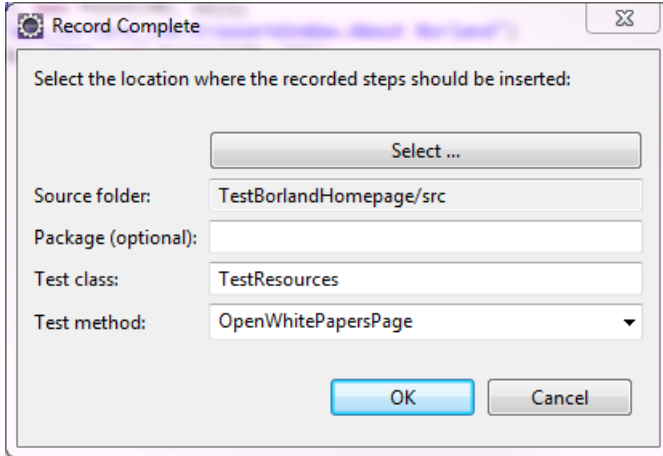 Record Complete
Select the location where the recorded steps should be inserted:
Select ...
Source folder: TestBorlandHomepage/src
Package (optional):
Test class: TestResources
Test method: OpenWhitePapersPage
OK Cancel